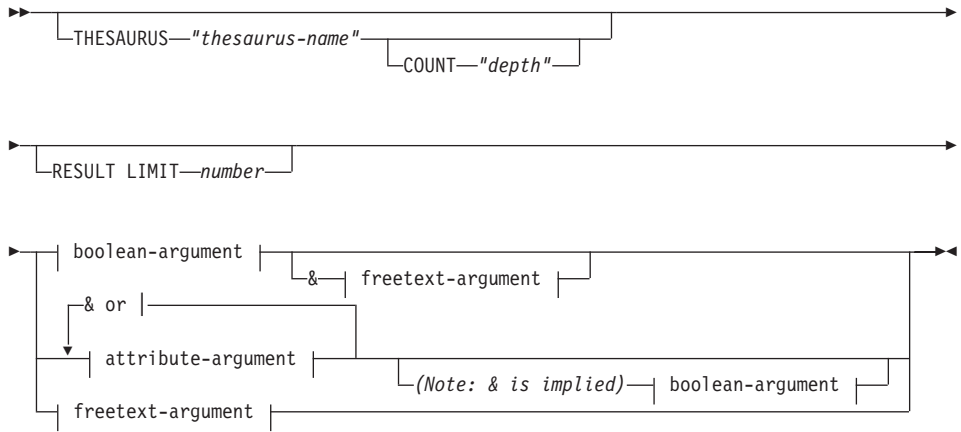 THESAURUS "thesaurus-name"
COUNT "depth"
RESULT LIMIT number
boolean-argument
& freetext-argument
& or |
attribute-argument
(Note: & is implied) boolean-argument
freetext-argument